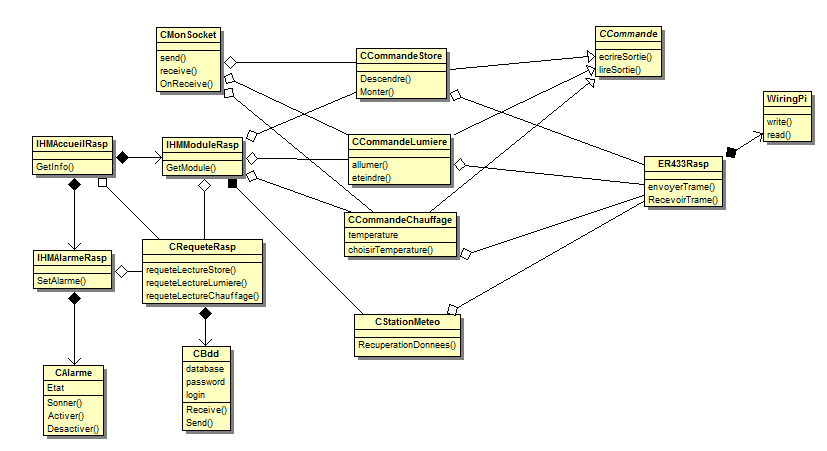 CMonSocket
send()
receive()
OnReceive()
CCommandeStore
Descendre()
Monter()
CCommande
ecrireSortie()
lireSortie()
WiringPi
write()
read()
IHMAccueilRasp
GetInfo()
IHMModuleRasp
GetModule()
CCommandeLumiere
allumer()
eteindre()
ER433Rasp
envoyerTrame()
RecevoirTrame()
CCommandeChauffage
temperature
choisirTemperature()
IHMAlarmeRasp
SetAlarme()
CRequeteRasp
requeteLectureStore()
requeteLectureLumiere()
requeteLectureChauffage()
CStationMeteo
RecuperationDonnees()
CAlarme
Etat
Sonner()
Activer()
Desactiver()
CBdd
database
password
login
Receive()
Send()